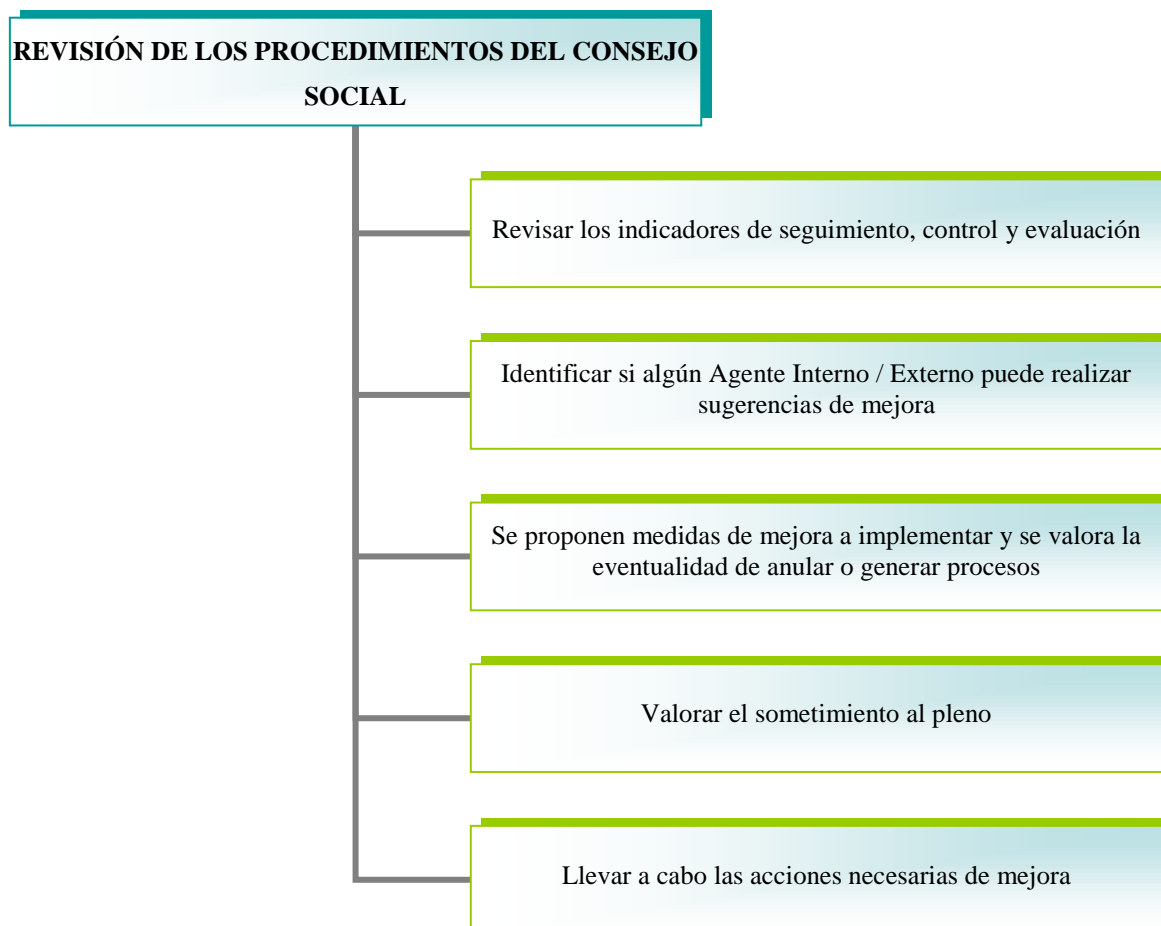 REVISIÓN DE LOS PROCEDIMIENTOS DEL CONSEJO
SOCIAL
Revisar los indicadores de seguimiento, control y evaluación
Identificar si algún Agente Interno / Externo puede realizar
sugerencias de mejora
Se proponen medidas de mejora a implementar y se valora la
eventualidad de anular o generar procesos
Valorar el sometimiento al pleno
Llevar a cabo las acciones necesarias de mejora